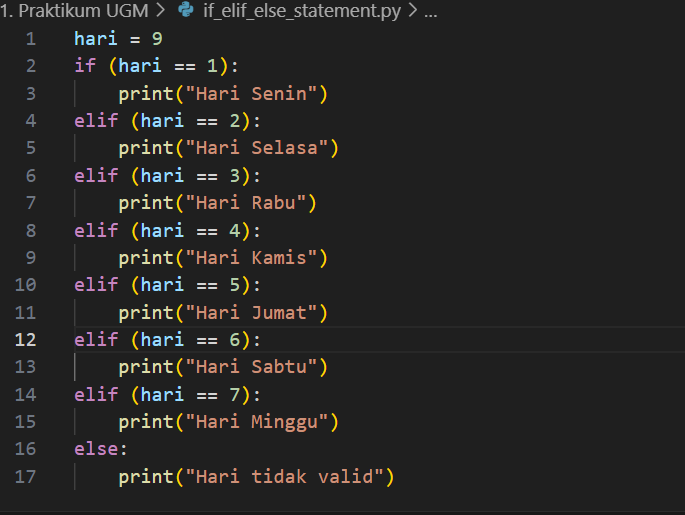 1. Praktikum UGM > if_elif_else_statement.py > ...
1 hari = 9
2 if (hari == 1):
3     print("Hari Senin")
4 elif (hari == 2):
5     print("Hari Selasa")
6 elif (hari == 3):
7     print("Hari Rabu")
8 elif (hari == 4):
9     print("Hari Kamis")
10 elif (hari == 5):
11     print("Hari Jumat")
12 elif (hari == 6):
13     print("Hari Sabtu")
14 elif (hari == 7):
15     print("Hari Minggu")
16 else:
17     print("Hari tidak valid")